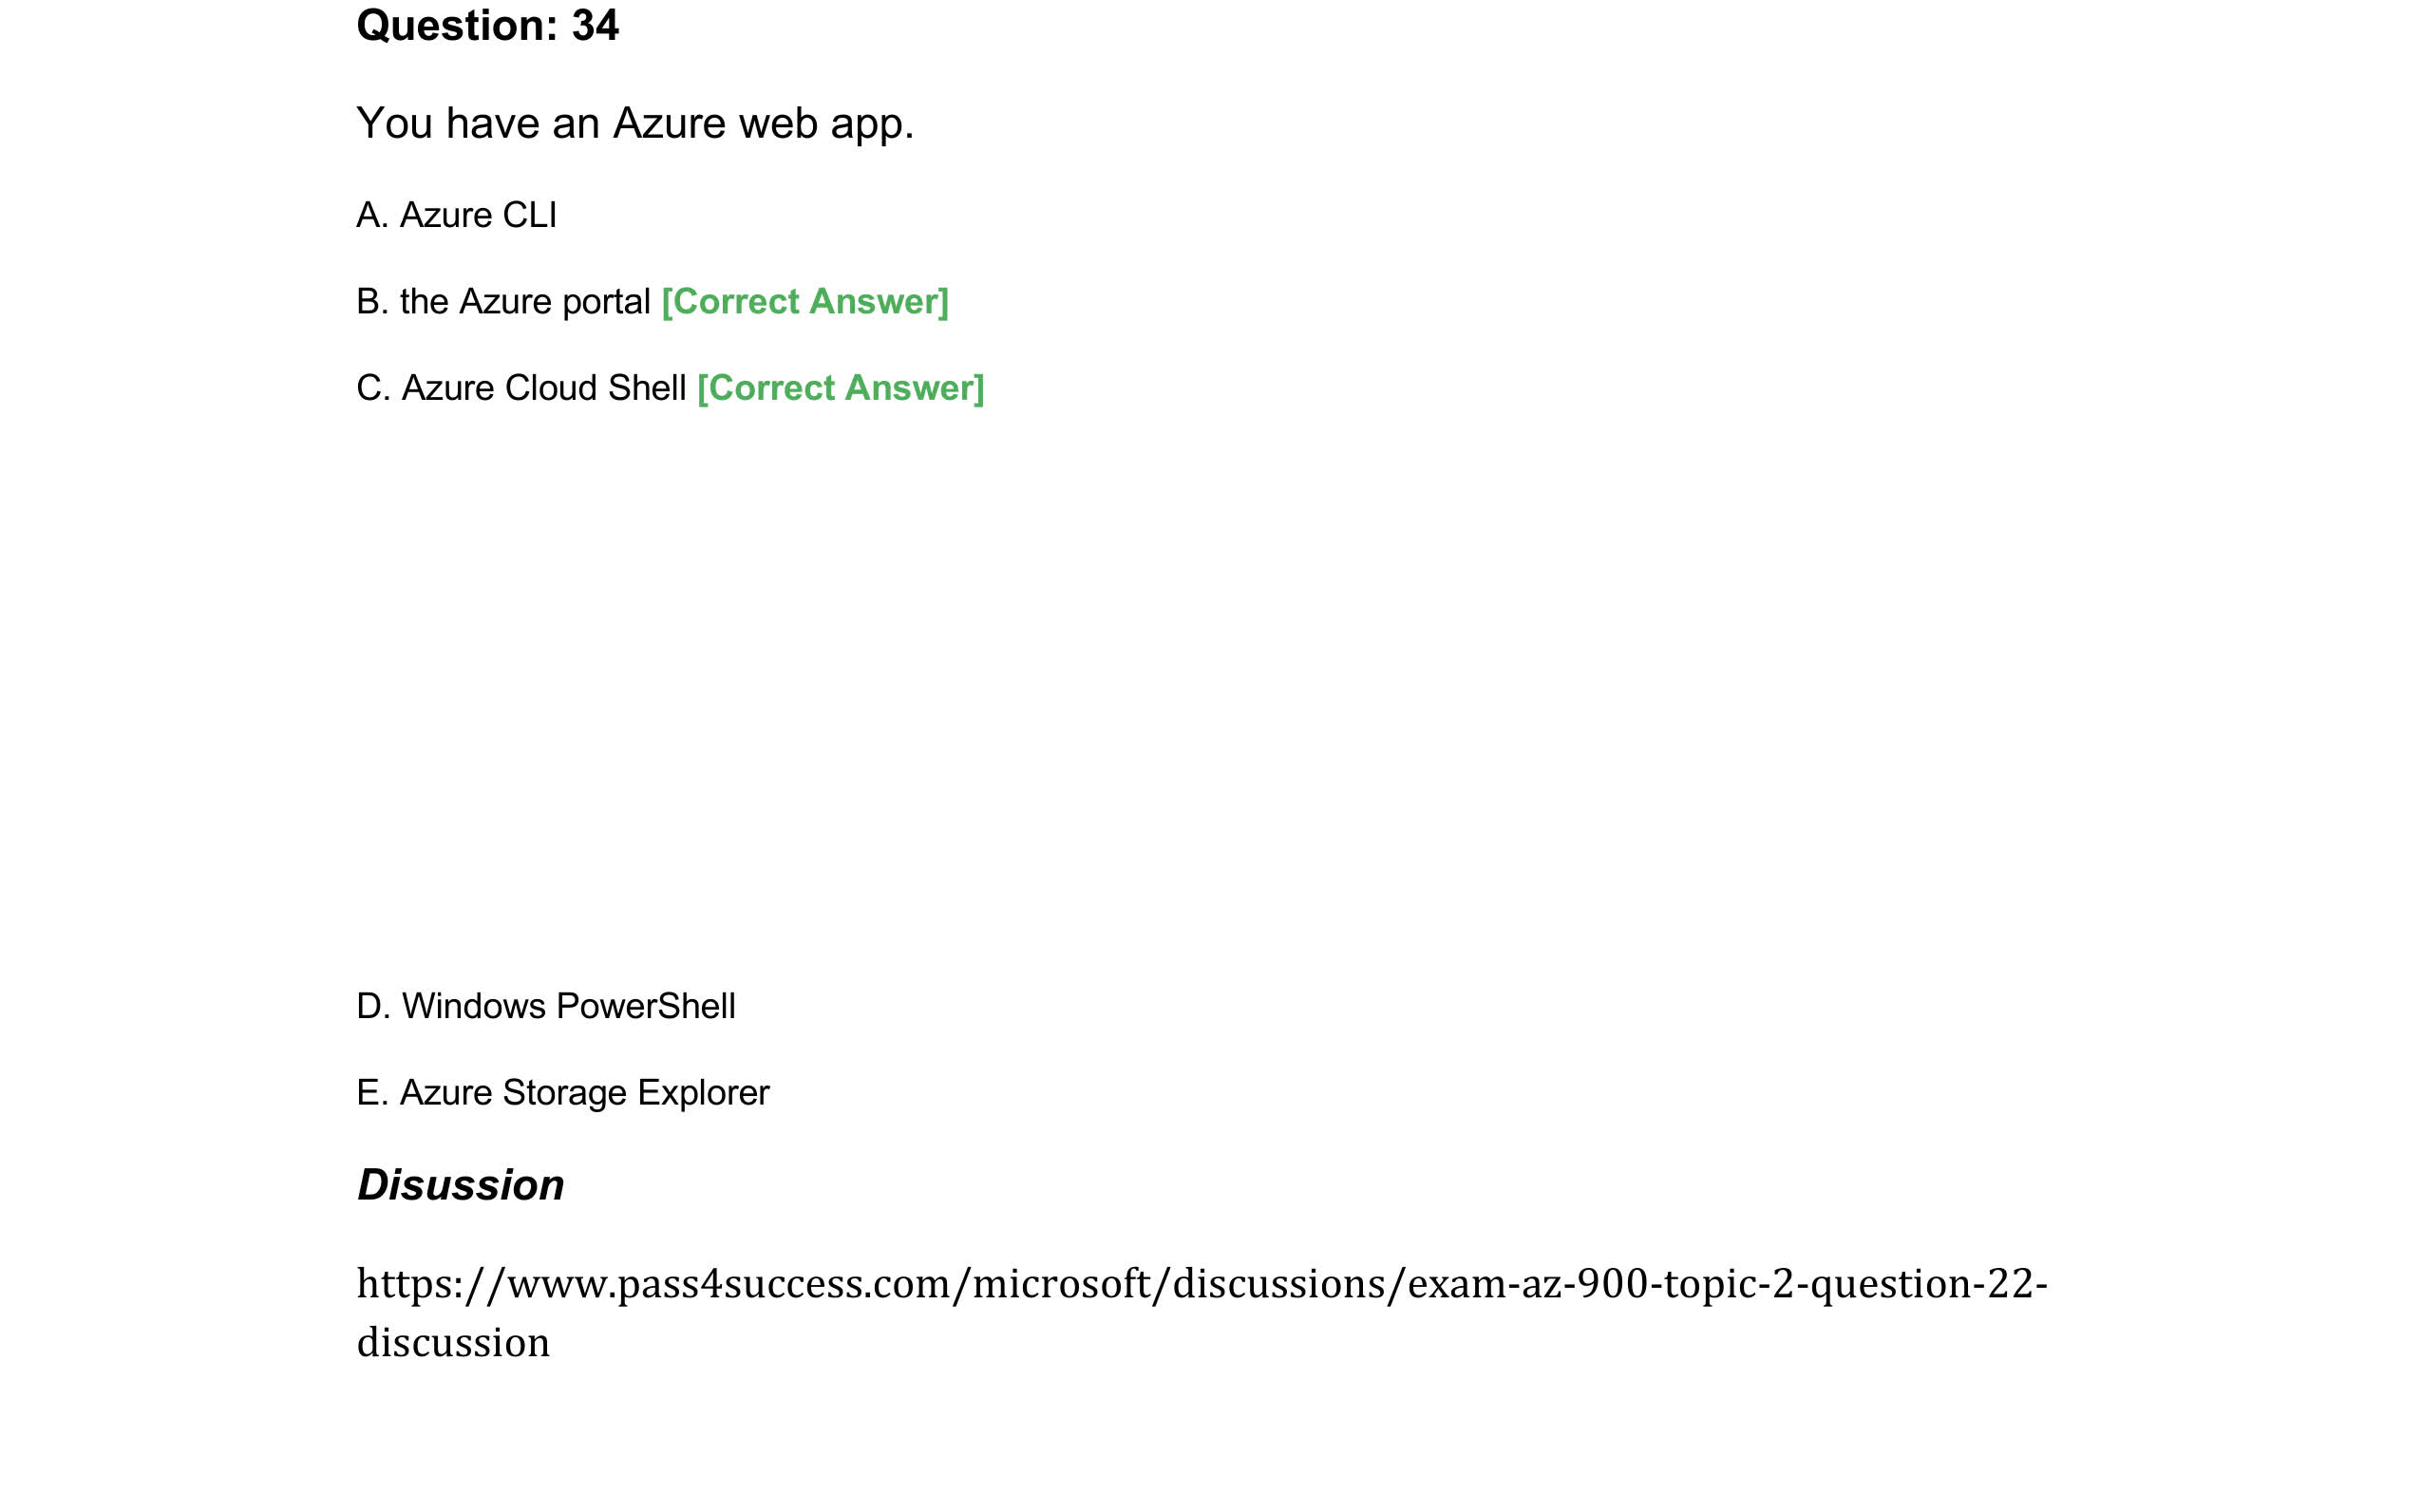 Question: 34
You have an Azure web app.
A. Azure CLI
B. the Azure portal [Correct Answer]
C. Azure Cloud Shell [Correct Answer]
D. Windows PowerShell
E. Azure Storage Explorer
Disussion
https://www.pass4success.com/microsoft/discussions/exam-az-900-topic-2-question-22-
discussion